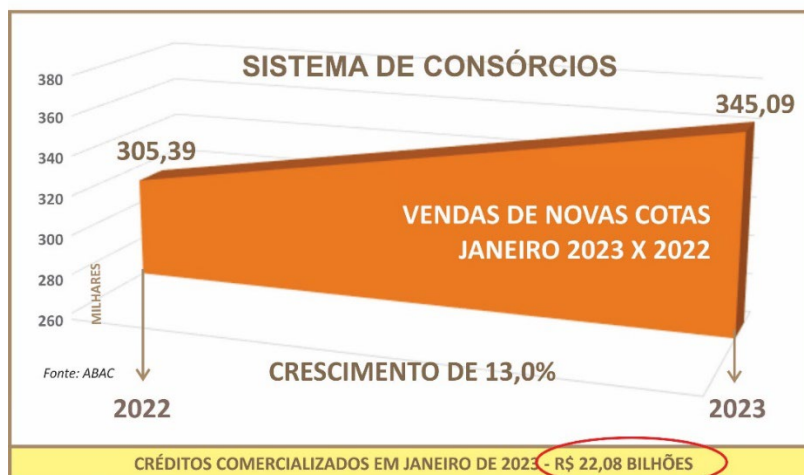 SISTEMA DE CONSÓRCIOS
380
360
340
320
300
280
260
MILHARES
305,39
345,09
VENDAS DE NOVAS COTAS
JANEIRO 2023 X 2022
Fonte: ABAC
CRESCIMENTO DE 13,0%
2022
2023
CRÉDITOS COMERCIALIZADOS EM JANEIRO DE 2023 - R$ 22,08 BILHÕES